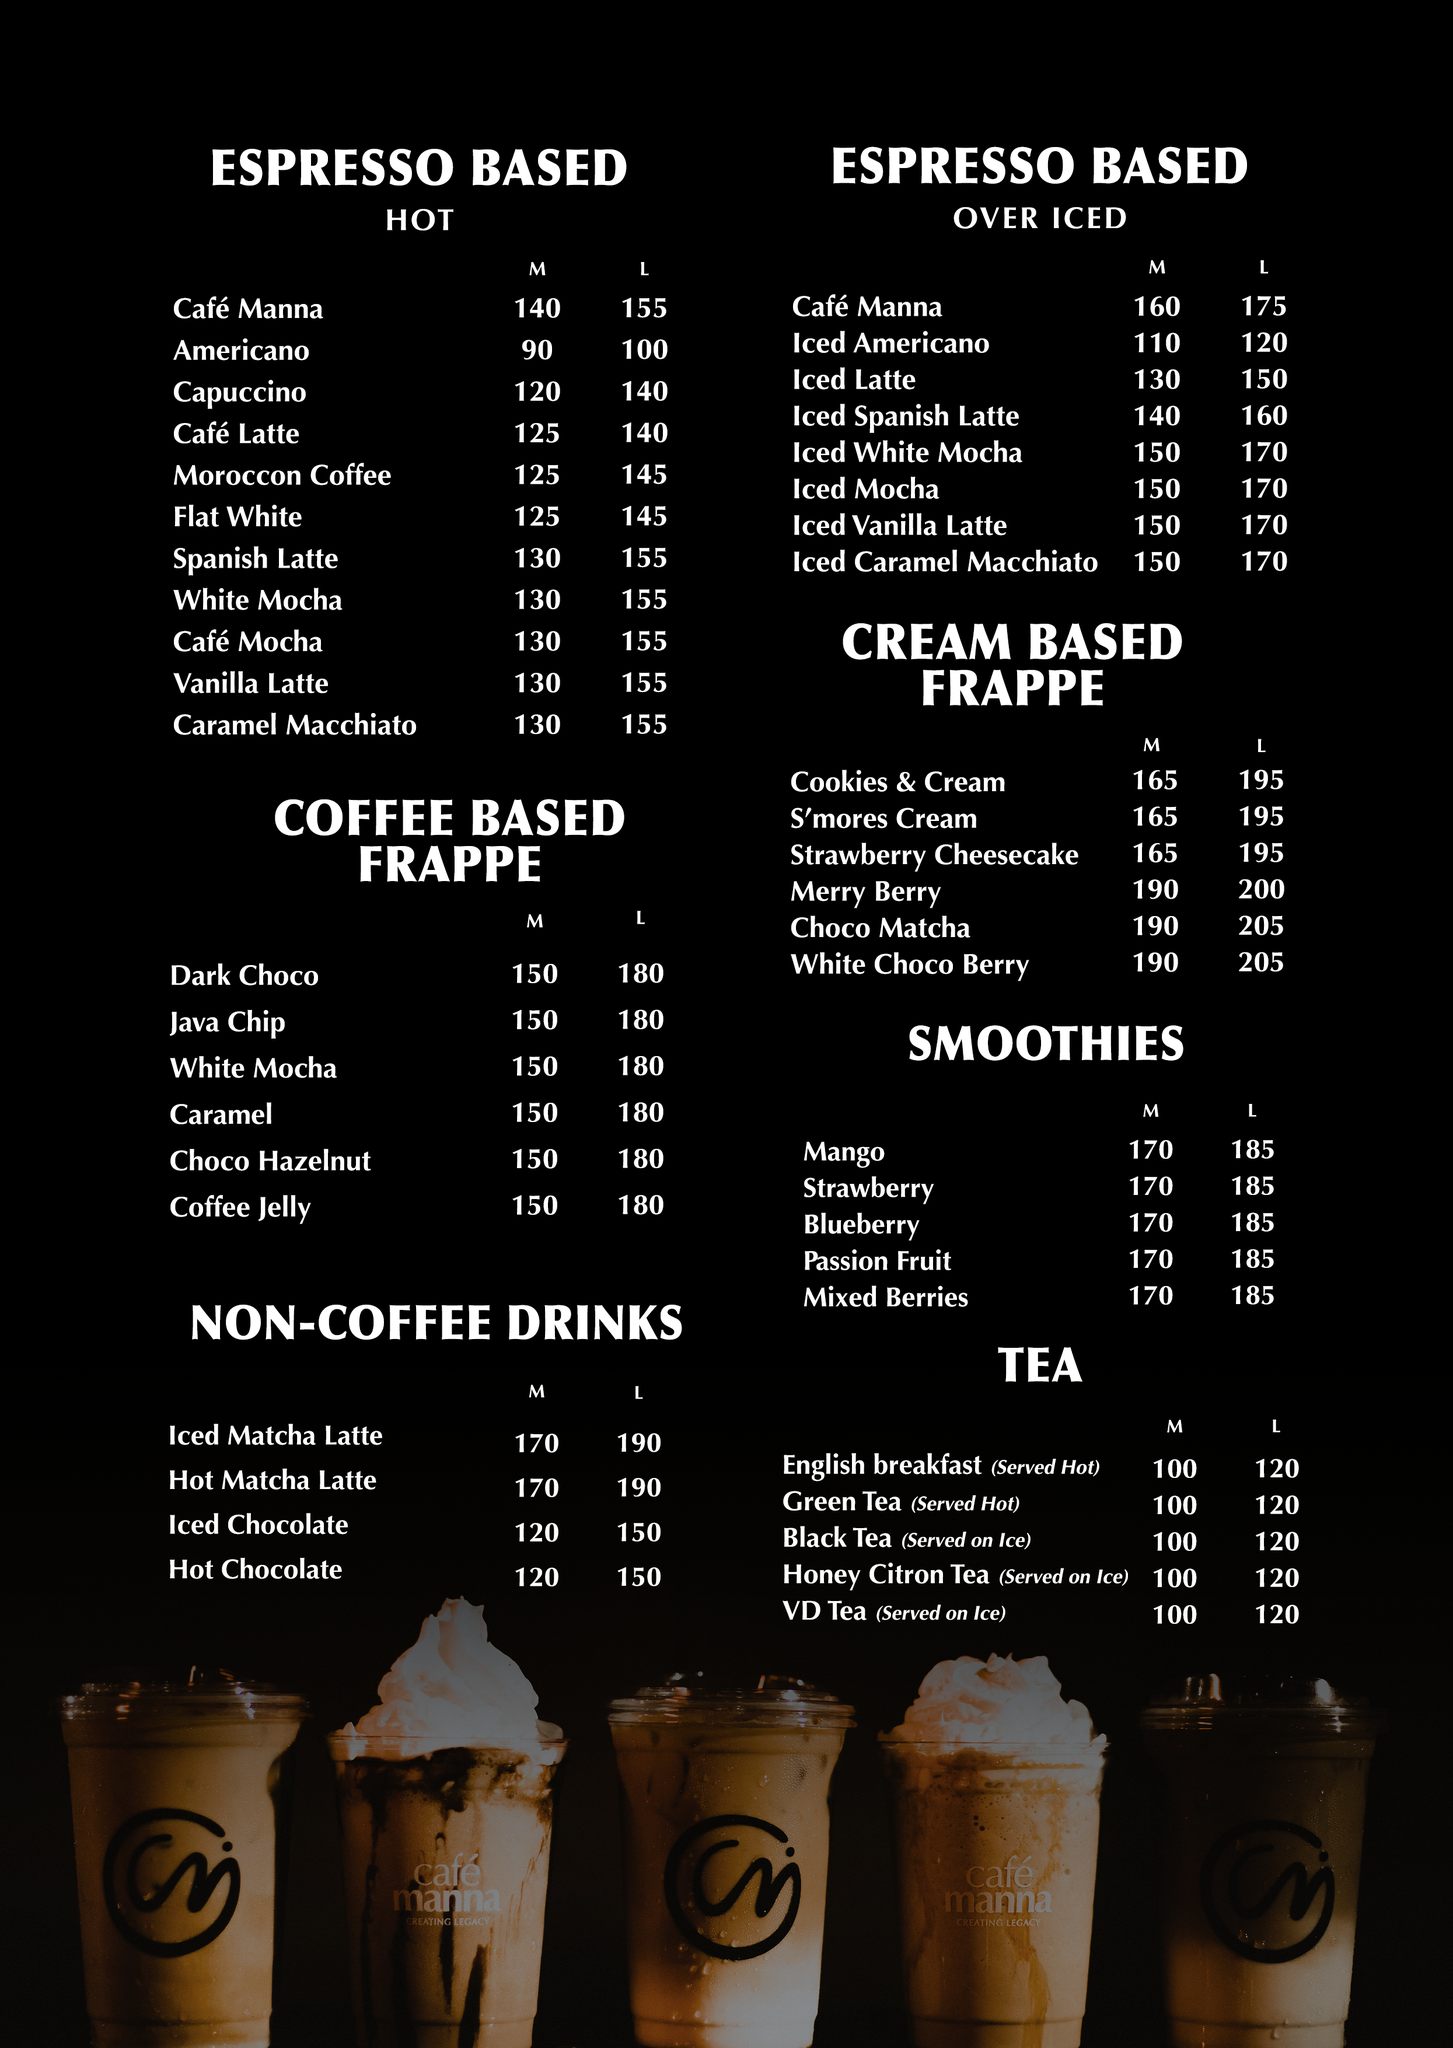 ESPRESSO BASED
HOT
M L
Café Manna 140 155
Americano 90 100
Capuccino 120 140
Café Latte 125 140
Moroccon Coffee 125 145
Flat White 125 145
Spanish Latte 130 155
White Mocha 130 155
Café Mocha 130 155
Vanilla Latte 130 155
Caramel Macchiato 130 155
COFFEE BASED
FRAPPE
M L
Dark Choco 150 180
Java Chip 150 180
White Mocha 150 180
Caramel 150 180
Choco Hazelnut 150 180
Coffee Jelly 150 180
NON-COFFEE DRINKS
M L
Iced Matcha Latte 170 190
Hot Matcha Latte 170 190
Iced Chocolate 120 150
Hot Chocolate 120 150
ESPRESSO BASED
OVER ICED
M L
Café Manna 160 175
Iced Americano 110 120
Iced Latte 130 150
Iced Spanish Latte 140 160
Iced White Mocha 150 170
Iced Mocha 150 170
Iced Vanilla Latte 150 170
Iced Caramel Macchiato 150 170
CREAM BASED
FRAPPE
M L
Cookies & Cream 165 195
S’mores Cream 165 195
Strawberry Cheesecake 165 195
Merry Berry 190 200
Choco Matcha 190 205
White Choco Berry 190 205
SMOOTHIES
M L
Mango 170 185
Strawberry 170 185
Blueberry 170 185
Passion Fruit 170 185
Mixed Berries 170 185
TEA
M L
English breakfast (Served Hot) 100 120
Green Tea (Served Hot) 100 120
Black Tea (Served on Ice) 100 120
Honey Citron Tea (Served on Ice) 100 120
VD Tea (Served on Ice) 100 120
cm
café
manna
CREATING LEGACY
cm
café
manna
CREATING LEGACY
cm